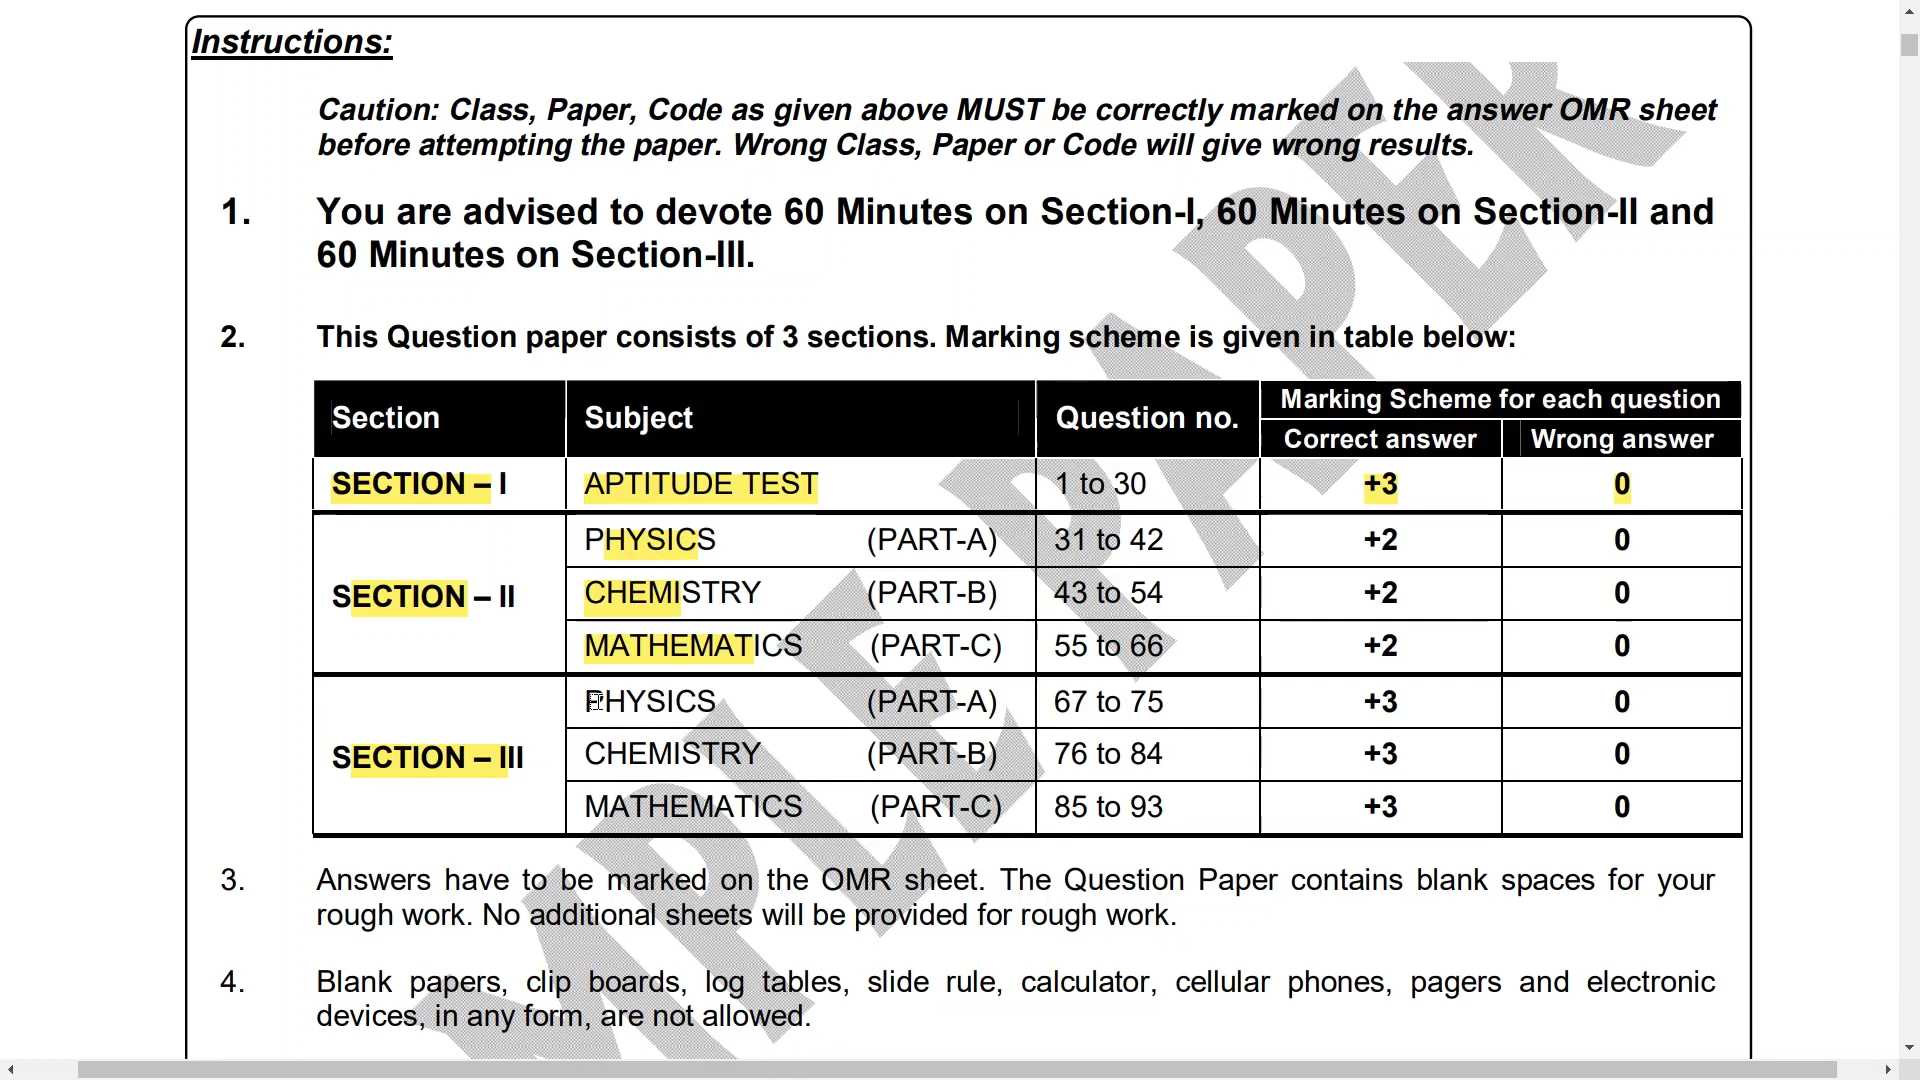 Instructions:
Caution: Class, Paper, Code as given above MUST be correctly marked on the answer OMR sheet
before attempting the paper. Wrong Class, Paper or Code will give wrong results.
1. You are advised to devote 60 Minutes on Section-I, 60 Minutes on Section-II and
60 Minutes on Section-III.
2. This Question paper consists of 3 sections. Marking scheme is given in table below:
Section Subject Question no. Marking Scheme for each question
Correct answer Wrong answer
SECTION – I APTITUDE TEST 1 to 30 +3 0
SECTION – II PHYSICS (PART-A) 31 to 42 +2 0
CHEMISTRY (PART-B) 43 to 54 +2 0
MATHEMATICS (PART-C) 55 to 66 +2 0
SECTION – III PHYSICS (PART-A) 67 to 75 +3 0
CHEMISTRY (PART-B) 76 to 84 +3 0
MATHEMATICS (PART-C) 85 to 93 +3 0
3. Answers have to be marked on the OMR sheet. The Question Paper contains blank spaces for your
rough work. No additional sheets will be provided for rough work.
4. Blank papers, clip boards, log tables, slide rule, calculator, cellular phones, pagers and electronic
devices, in any form, are not allowed.
MPLE PAPER